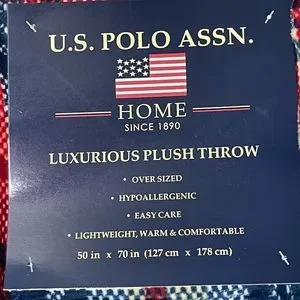 U.S. POLO ASSN.
HOME
SINCE 1890
LUXURIOUS PLUSH THROW
• OVER SIZED
• HYPOALLERGENIC
• EASY CARE
• LIGHTWEIGHT, WARM & COMFORTABLE
50 in x 70 in (127 cm x 178 cm)